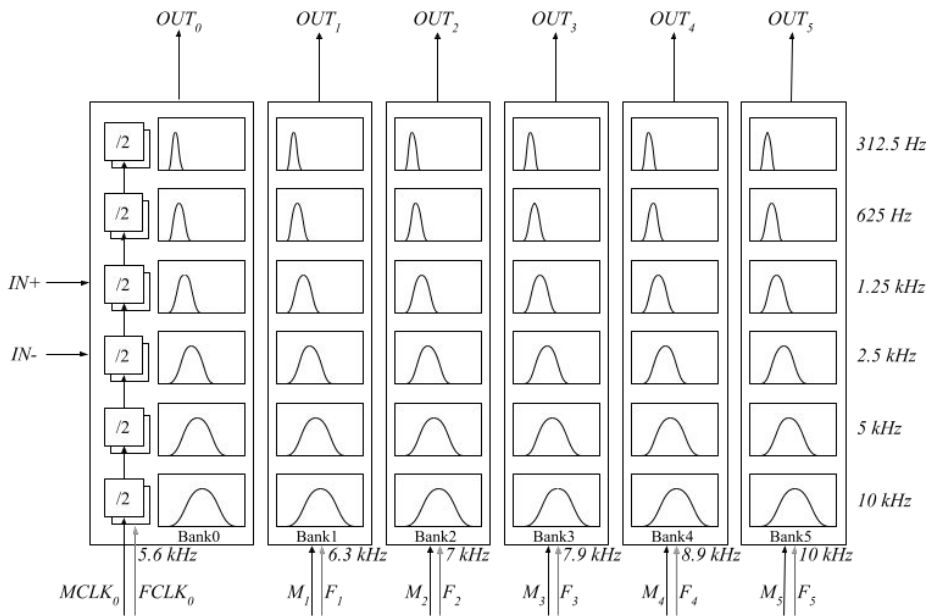 OUT0 OUT1 OUT2 OUT3 OUT4 OUT5
/2 312.5 Hz
/2 625 Hz
IN+ /2 1.25 kHz
IN- /2 2.5 kHz
/2 5 kHz
/2 10 kHz
Bank0 Bank1 Bank2 Bank3 Bank4 Bank5
5.6 kHz 6.3 kHz 7 kHz 7.9 kHz 8.9 kHz 10 kHz
MCLK0 FCLK0 M1 F1 M2 F2 M3 F3 M4 F4 M5 F5